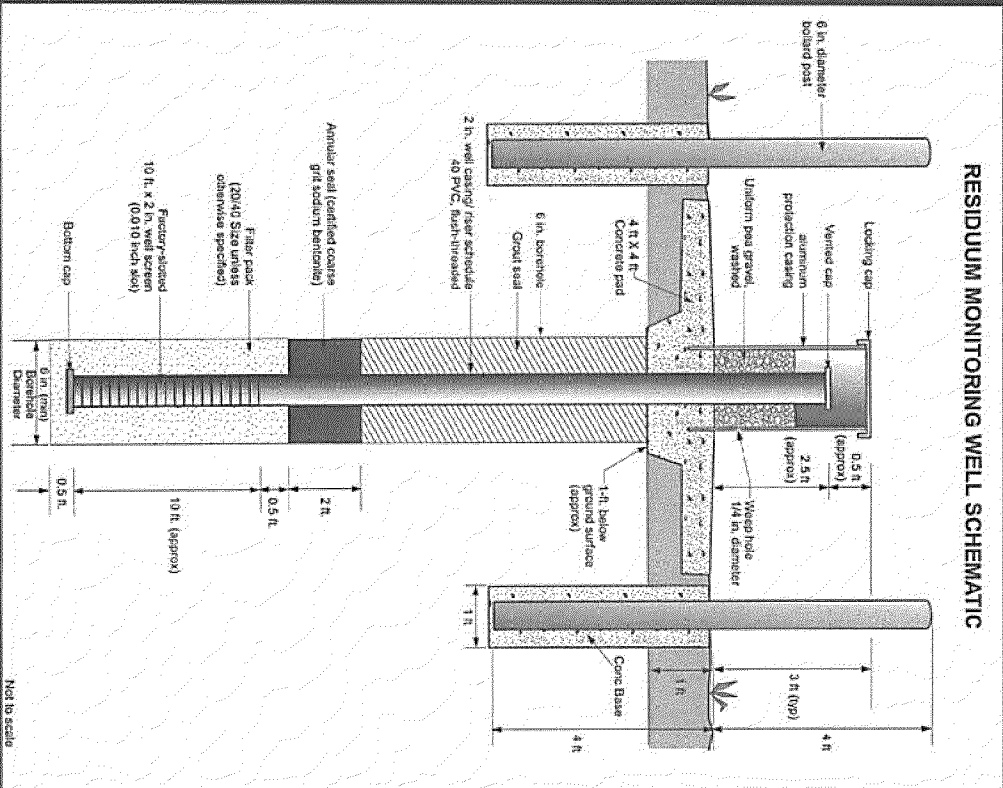 RESIDUUM MONITORING WELL SCHEMATIC
6 in. diameter
bollard post
Locking cap
Vented cap
aluminum
protection casing
Uniform pea gravel,
washed
4 ft X 4 ft
Concrete pad
6 in. borehole
Grout seal
2 in. well casing/ riser schedule
40 PVC, flush-threaded
Annular seal (certified coarse
grit sodium bentonite)
Filter pack
(20/40 Size unless
otherwise specified)
Factory-slotted
10 ft. x 2 in. well screen
(0.010 inch slot)
Bottom cap
6 in. (min)
Borehole
Diameter
0.5 ft
(approx)
2.5 ft
(approx)
Weep hole
1/4 in. diameter
1-ft. below
ground surface
(approx)
2 ft.
0.5 ft.
10 ft. (approx)
0.5 ft.
1 ft
Conc Base
1 ft
3 ft (typ)
4 ft
4 ft
Not to scale